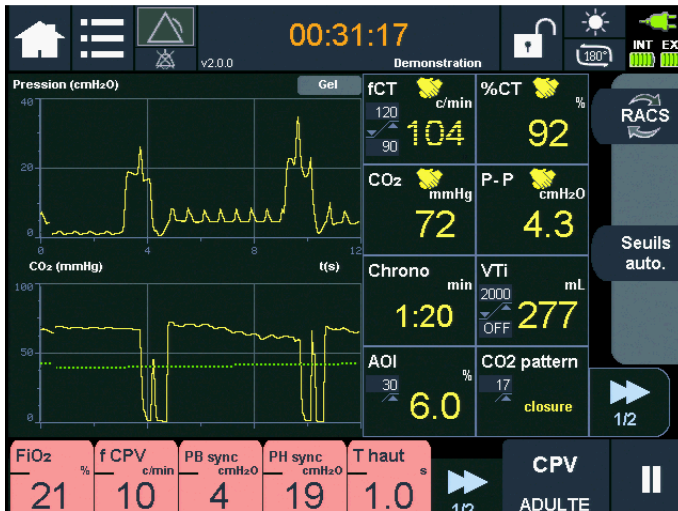 00:31:17
v2.0.0
Demonstration
180°
INT EX
Pression (cmH₂O)
Gel
40
20
0
0 4 8 12
CO₂ (mmHg)
t(s)
100
50
0
fCT
c/min
120
90
104
%CT
%
92
CO₂
mmHg
72
P-P
cmH₂O
4.3
Chrono
min
1:20
VTi
mL
2000
OFF
277
AOI
%
30
6.0
CO2 pattern
17
closure
RACS
Seuils
auto.
1/2
FiO₂
%
21
f CPV
c/min
10
PB sync
cmH₂O
4
PH sync
cmH₂O
19
T haut
s
1.0
1/2
CPV
ADULTE